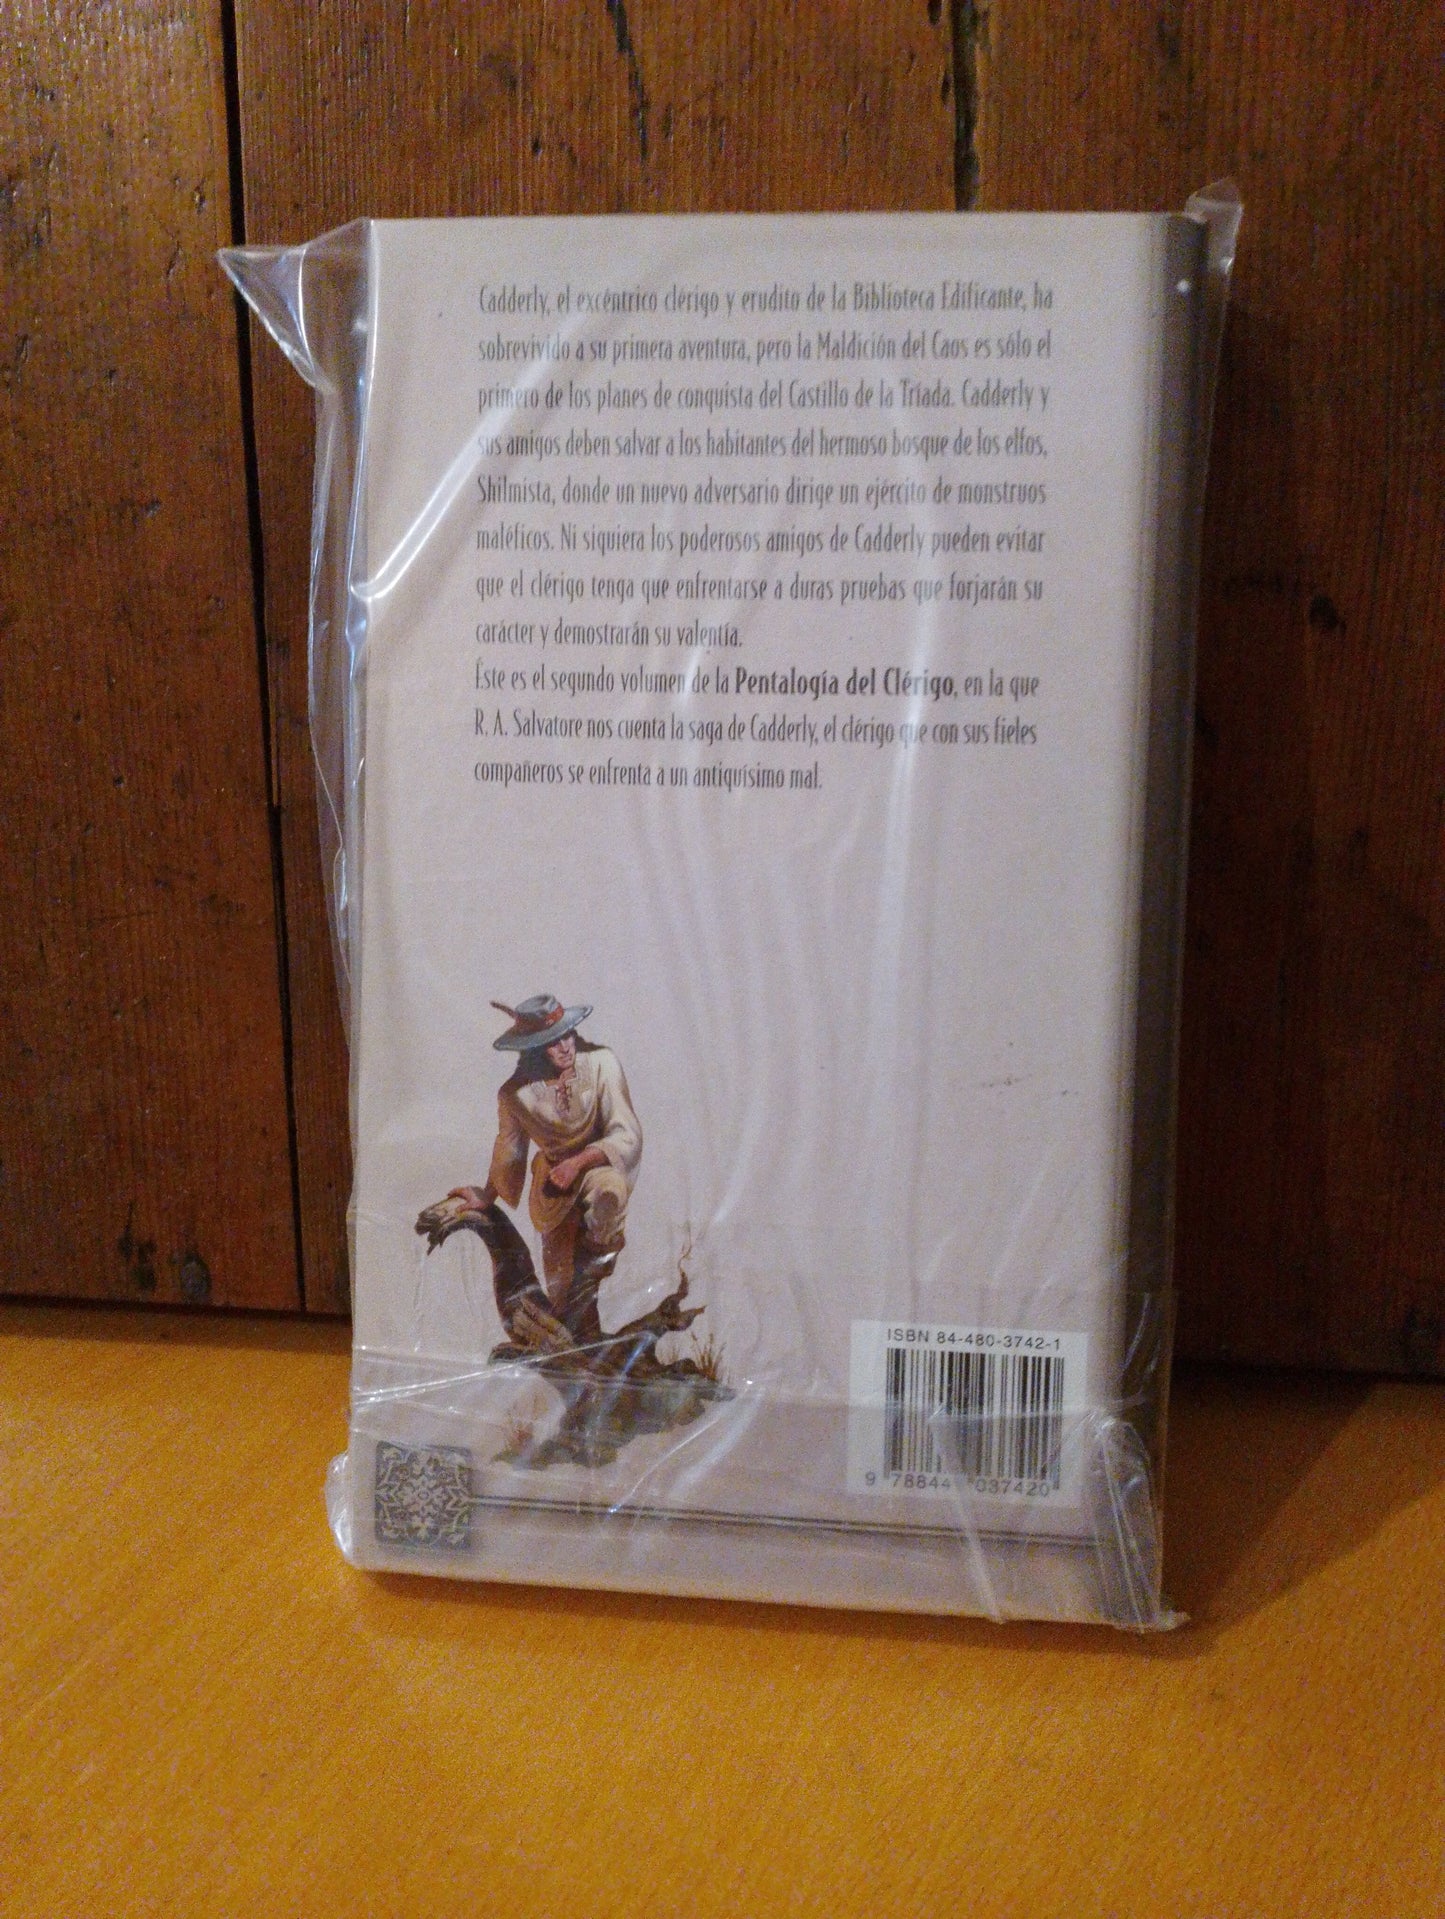 Cadderly, el excéntrico clérigo y erudito de la Biblioteca Edificante, ha
sobrevivido a su primera aventura, pero la Maldición del Caos es sólo el
primero de los planes de conquista del Castillo de la Tríada. Cadderly y
sus amigos deben salvar a los habitantes del hermoso bosque de los elfos,
Shilmista, donde un nuevo adversario dirige un ejército de monstruos
maléficos. Ni siquiera los poderosos amigos de Cadderly pueden evitar
que el clérigo tenga que enfrentarse a duras pruebas que forjarán su
carácter y demostrarán su valentía.
Éste es el segundo volumen de la Pentalogía del Clérigo, en la que
R. A. Salvatore nos cuenta la saga de Cadderly, el clérigo que con sus fieles
compañeros se enfrenta a un antiquísimo mal.
ISBN 84-480-3742-1
9 78844 037420